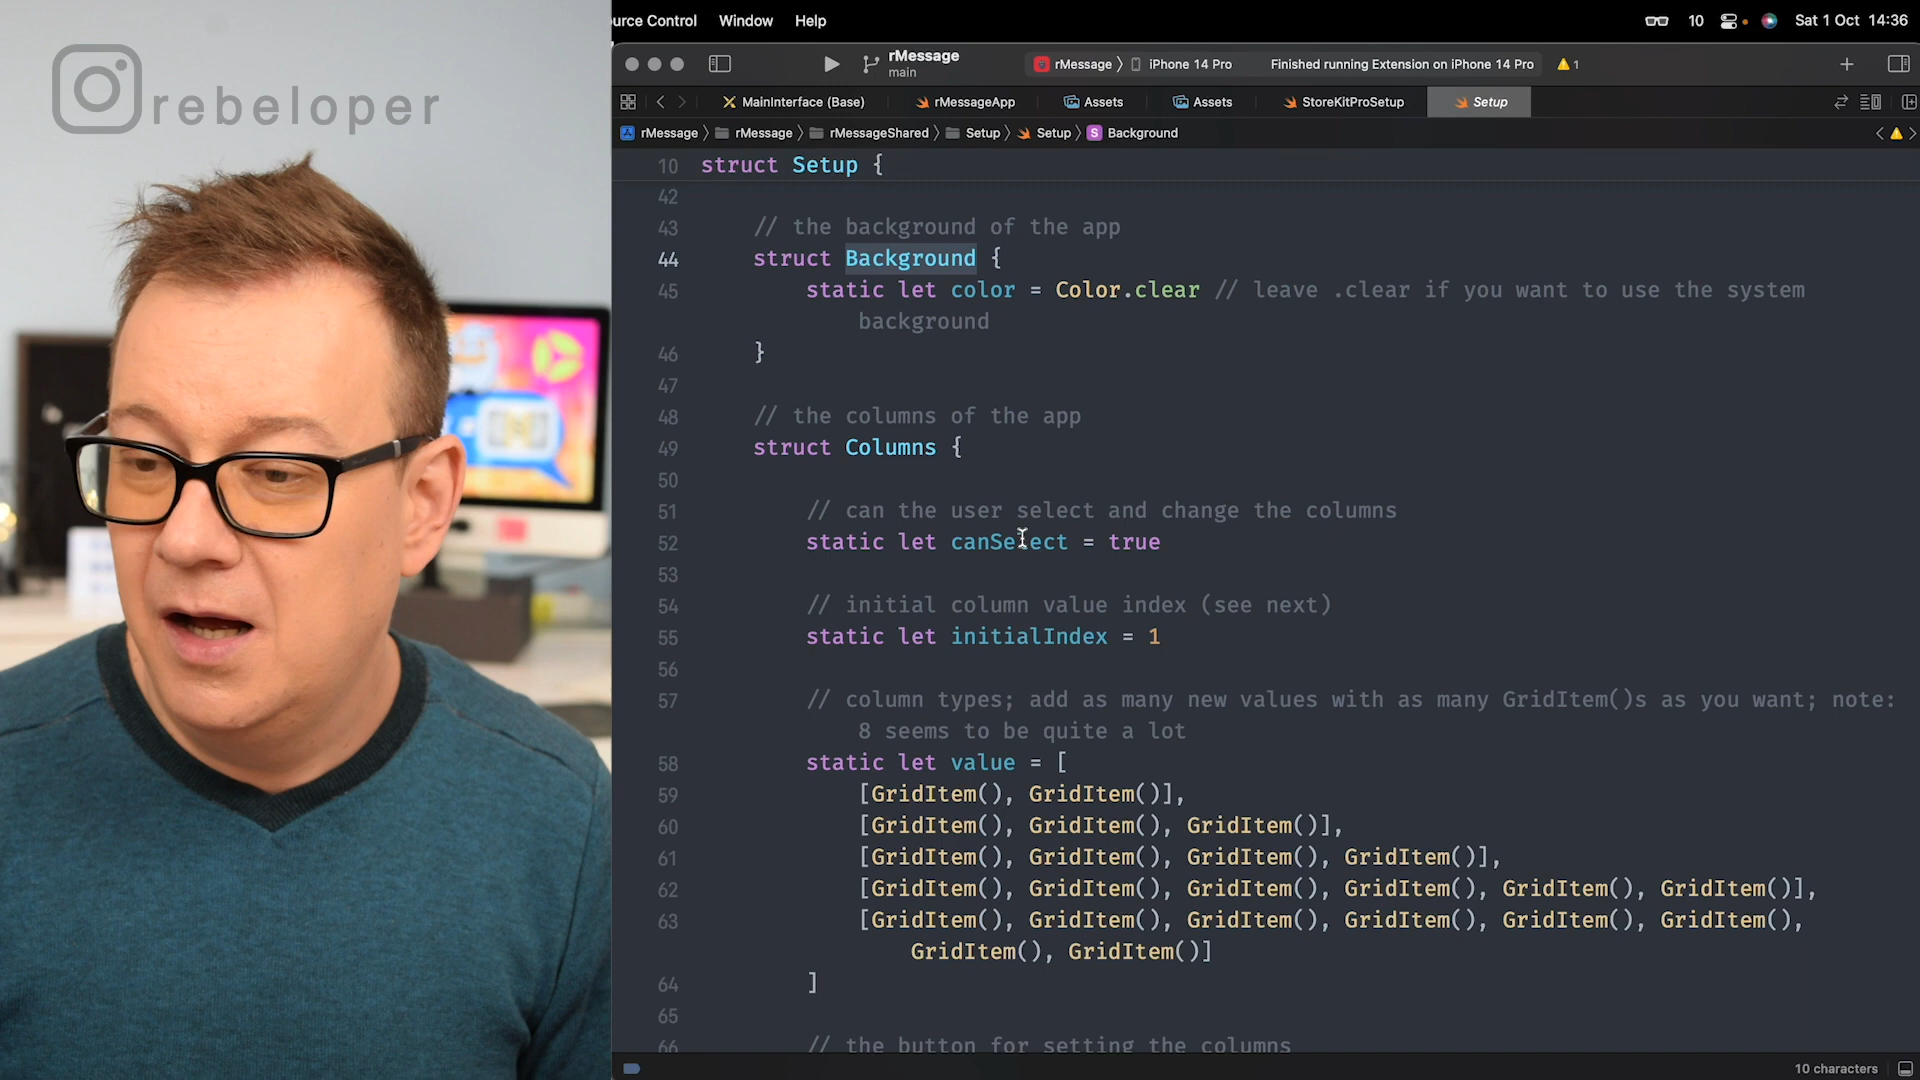 rebeloper
urce Control Window Help
10 Sat 1 Oct 14:36
rMessage
main
rMessage iPhone 14 Pro Finished running Extension on iPhone 14 Pro 1
MainInterface (Base) rMessageApp Assets Assets StoreKitProSetup Setup
rMessage rMessage rMessageShared Setup Setup S Background
10 struct Setup {
42
43 // the background of the app
44 struct Background {
45 static let color = Color.clear // leave .clear if you want to use the system
background
46 }
47
48 // the columns of the app
49 struct Columns {
50
51 // can the user select and change the columns
52 static let canSelect = true
53
54 // initial column value index (see next)
55 static let initialIndex = 1
56
57 // column types; add as many new values with as many GridItem()s as you want; note:
8 seems to be quite a lot
58 static let value = [
59 [GridItem(), GridItem()],
60 [GridItem(), GridItem(), GridItem()],
61 [GridItem(), GridItem(), GridItem(), GridItem()],
62 [GridItem(), GridItem(), GridItem(), GridItem(), GridItem(), GridItem()],
63 [GridItem(), GridItem(), GridItem(), GridItem(), GridItem(), GridItem(),
GridItem(), GridItem()]
64 ]
65
66 // the button for setting the columns
10 characters